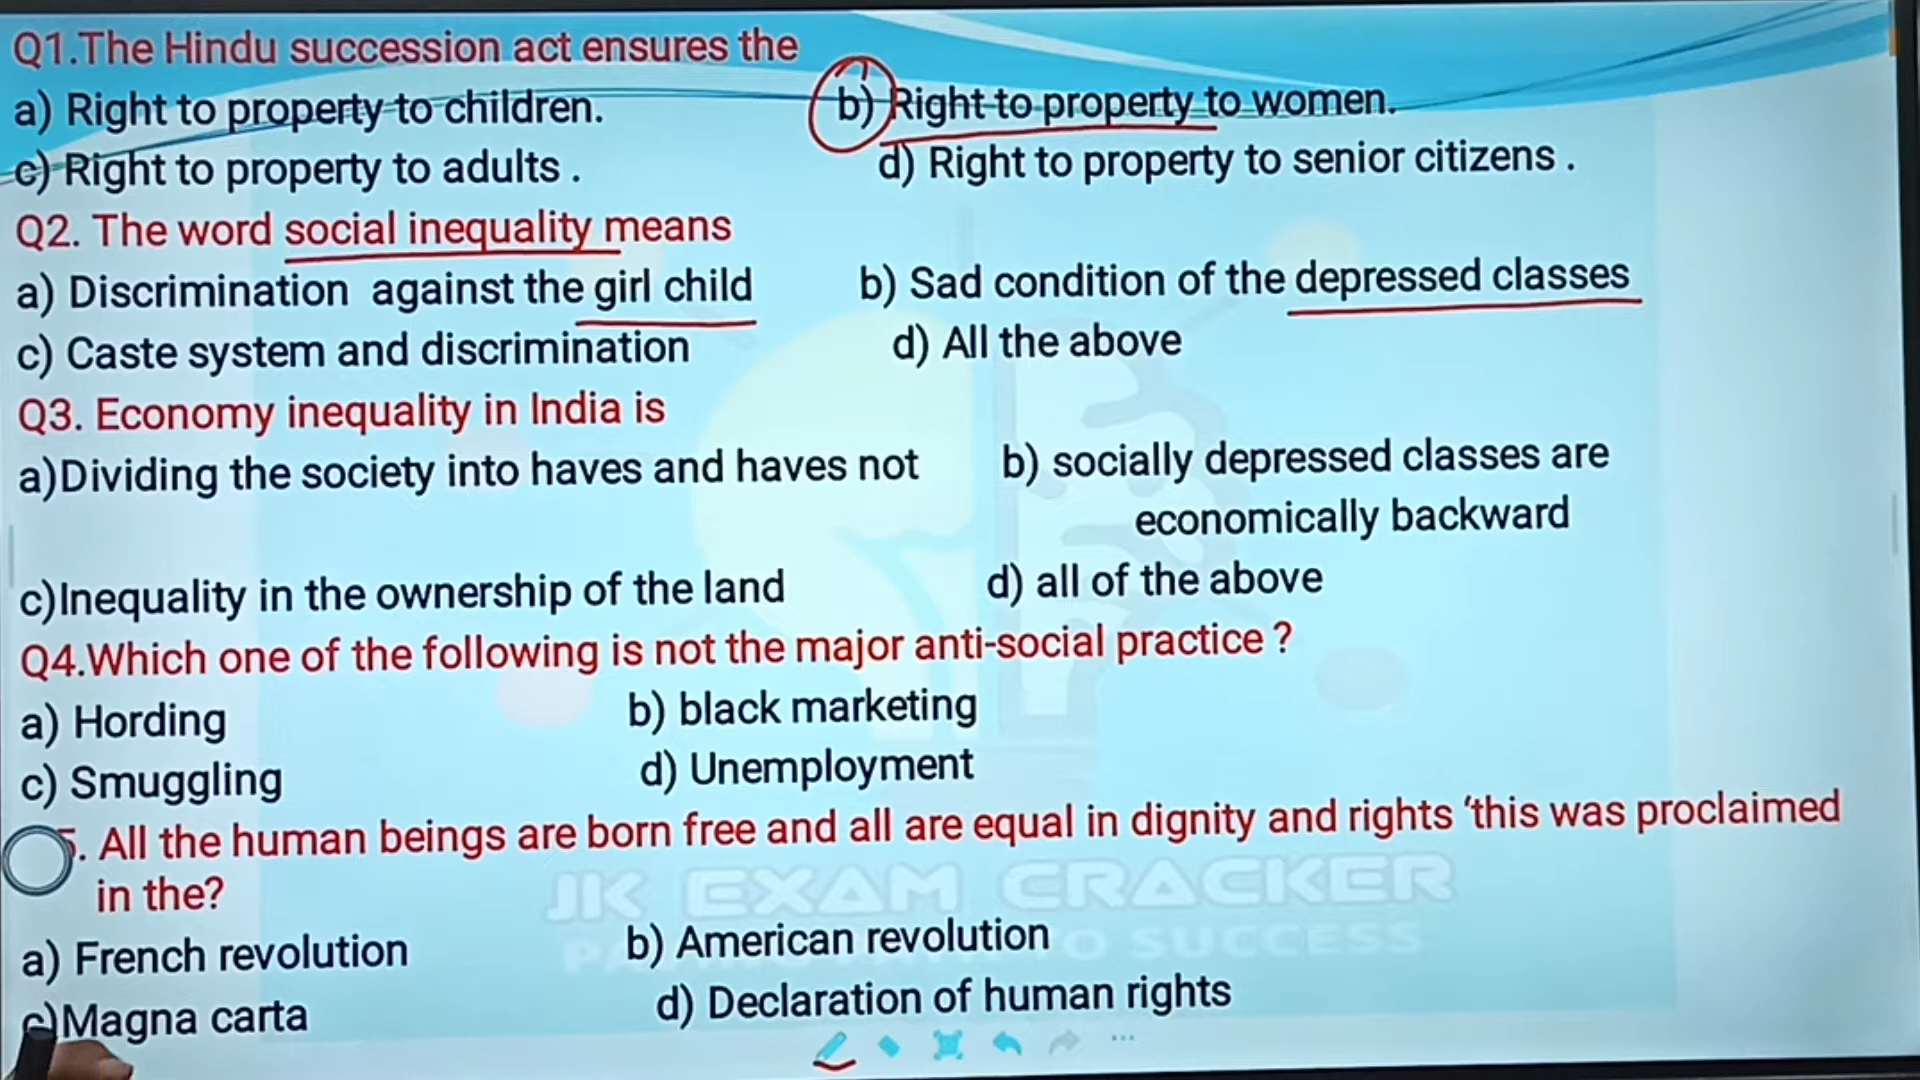 Q1.The Hindu succession act ensures the
a) Right to property to children. b) Right to property to women.
c) Right to property to adults . d) Right to property to senior citizens .
Q2. The word social inequality means
a) Discrimination against the girl child b) Sad condition of the depressed classes
c) Caste system and discrimination d) All the above
Q3. Economy inequality in India is
a)Dividing the society into haves and haves not b) socially depressed classes are
economically backward
c)Inequality in the ownership of the land d) all of the above
Q4.Which one of the following is not the major anti-social practice ?
a) Hording b) black marketing
c) Smuggling d) Unemployment
5. All the human beings are born free and all are equal in dignity and rights ‘this was proclaimed
in the?
JK EXAM CRACKER
a) French revolution b) American revolution
TO SUCCESS
c)Magna carta d) Declaration of human rights